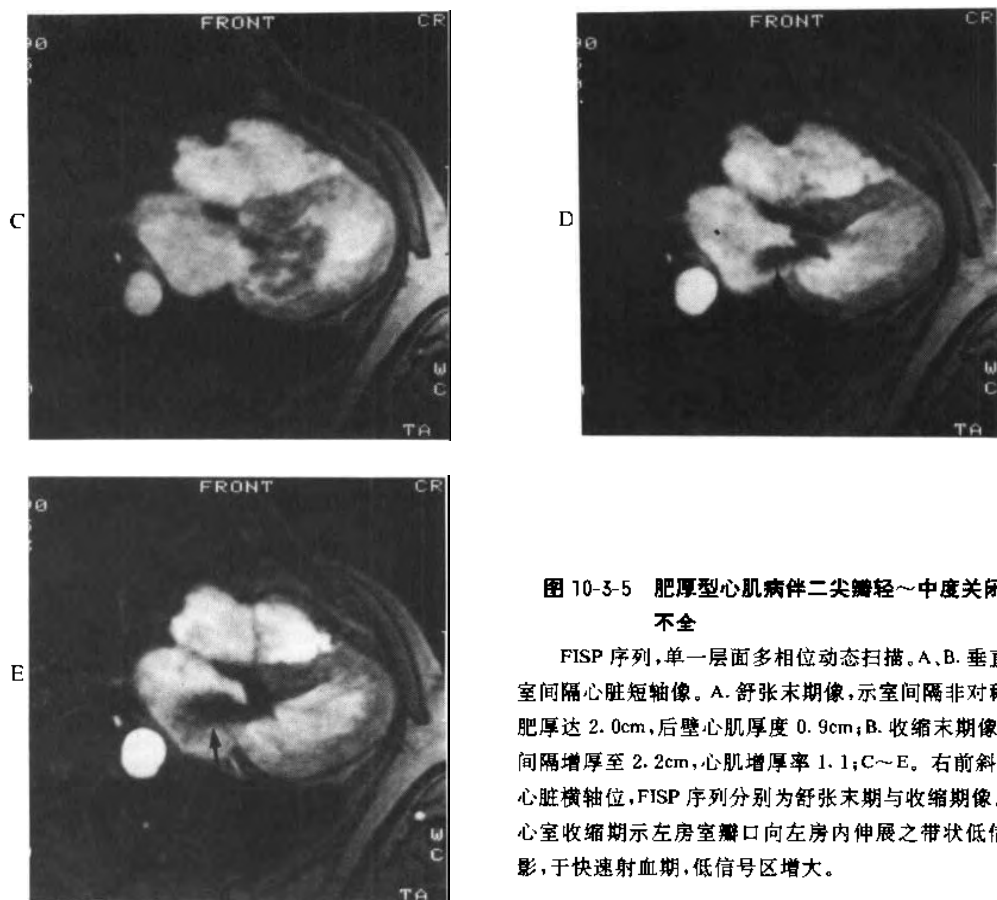 FRONT
CR
90
C
W
C
TA
FRONT
CR
90
D
W
C
TA
FRONT
CR
90
E
W
C
TA
图 10-3-5 肥厚型心肌病伴二尖瓣轻～中度关闭
不全
FISP 序列,单一层面多相位动态扫描。A、B. 垂直
室间隔心脏短轴像。A. 舒张末期像,示室间隔非对称
肥厚达 2.0cm,后壁心肌厚度 0.9cm;B. 收缩末期像
间隔增厚至 2.2cm,心肌增厚率 1.1;C～E。右前斜
心脏横轴位,FISP 序列分别为舒张末期与收缩期像。
心室收缩期示左房室瓣口向左房内伸展之带状低信
影,于快速射血期,低信号区增大。